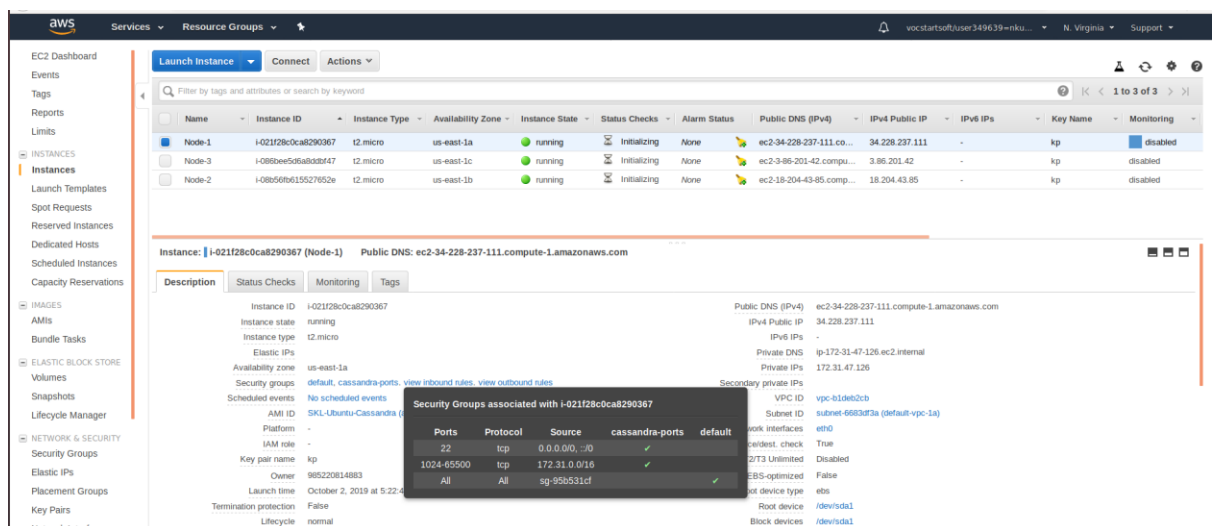 aws Services Resource Groups vocstartsoft/user349639=nku... N. Virginia Support
EC2 Dashboard
Events
Tags
Reports
Limits
INSTANCES
Instances
Launch Templates
Spot Requests
Reserved Instances
Dedicated Hosts
Scheduled Instances
Capacity Reservations
IMAGES
AMIs
Bundle Tasks
ELASTIC BLOCK STORE
Volumes
Snapshots
Lifecycle Manager
NETWORK & SECURITY
Security Groups
Elastic IPs
Placement Groups
Key Pairs
Launch Instance Connect Actions
Filter by tags and attributes or search by keyword 1 to 3 of 3
Name Instance ID Instance Type Availability Zone Instance State Status Checks Alarm Status Public DNS (IPv4) IPv4 Public IP IPv6 IPs Key Name Monitoring
Node-1 i-021f28c0ca8290367 t2.micro us-east-1a running Initializing None ec2-34-228-237-111.co... 34.228.237.111 - kp disabled
Node-3 i-086bee5d6a8ddbf47 t2.micro us-east-1c running Initializing None ec2-3-86-201-42.compu... 3.86.201.42 - kp disabled
Node-2 i-08b56fb615527652e t2.micro us-east-1b running Initializing None ec2-18-204-43-85.comp... 18.204.43.85 - kp disabled
Instance: i-021f28c0ca8290367 (Node-1) Public DNS: ec2-34-228-237-111.compute-1.amazonaws.com
Description Status Checks Monitoring Tags
Instance ID i-021f28c0ca8290367
Instance state running
Instance type t2.micro
Elastic IPs
Availability zone us-east-1a
Security groups default, cassandra-ports. view inbound rules. view outbound rules
Scheduled events No scheduled events
AMI ID SKL-Ubuntu-Cassandra (
Platform -
IAM role -
Key pair name kp
Owner 985220814883
Launch time October 2, 2019 at 5:22:4
Termination protection False
Lifecycle normal
Security Groups associated with i-021f28c0ca8290367
Ports Protocol Source cassandra-ports default
22 tcp 0.0.0.0/0, ::/0 ✔
1024-65500 tcp 172.31.0.0/16 ✔
All All sg-95b531cf ✔
Public DNS (IPv4) ec2-34-228-237-111.compute-1.amazonaws.com
IPv4 Public IP 34.228.237.111
IPv6 IPs -
Private DNS ip-172-31-47-126.ec2.internal
Private IPs 172.31.47.126
Secondary private IPs
VPC ID vpc-b1deb2cb
Subnet ID subnet-6683df3a (default-vpc-1a)
work interfaces eth0
ce/dest. check True
2/T3 Unlimited Disabled
EBS-optimized False
ot device type ebs
Root device /dev/sda1
Block devices /dev/sda1